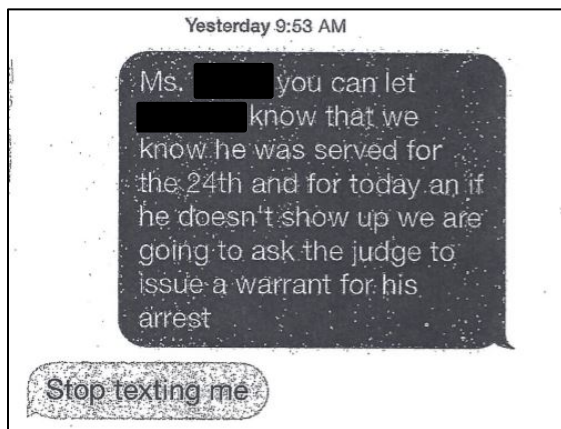 Yesterday 9:53 AM
Ms. you can let
know that we
know he was served for
the 24th and for today an if
he doesn't show up we are
going to ask the judge to
issue a warrant for his
arrest
Stop texting me